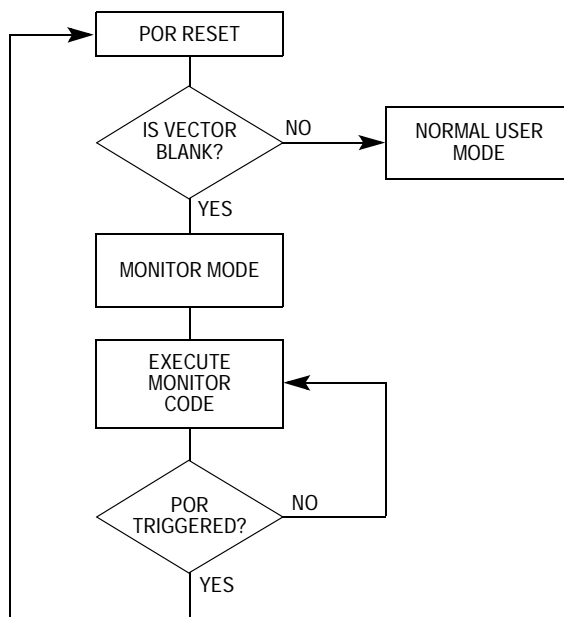 POR RESET
IS VECTOR
BLANK?
NO
NORMAL USER
MODE
YES
MONITOR MODE
EXECUTE
MONITOR
CODE
POR
TRIGGERED?
NO
YES